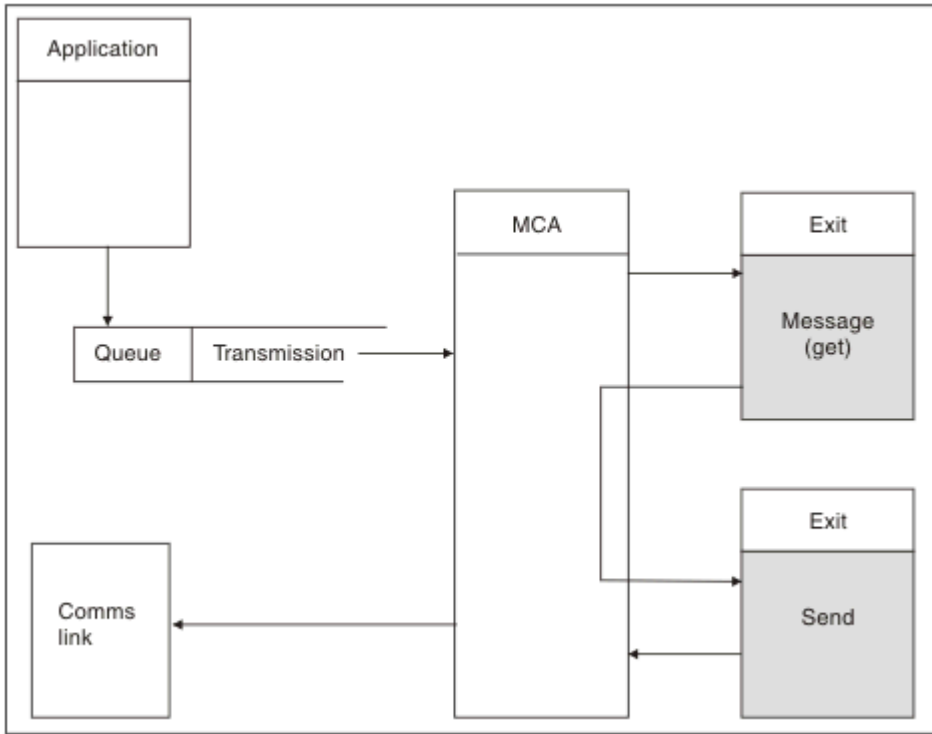 Application
MCA
Exit
Queue
Transmission
Message
(get)
Exit
Comms
link
Send